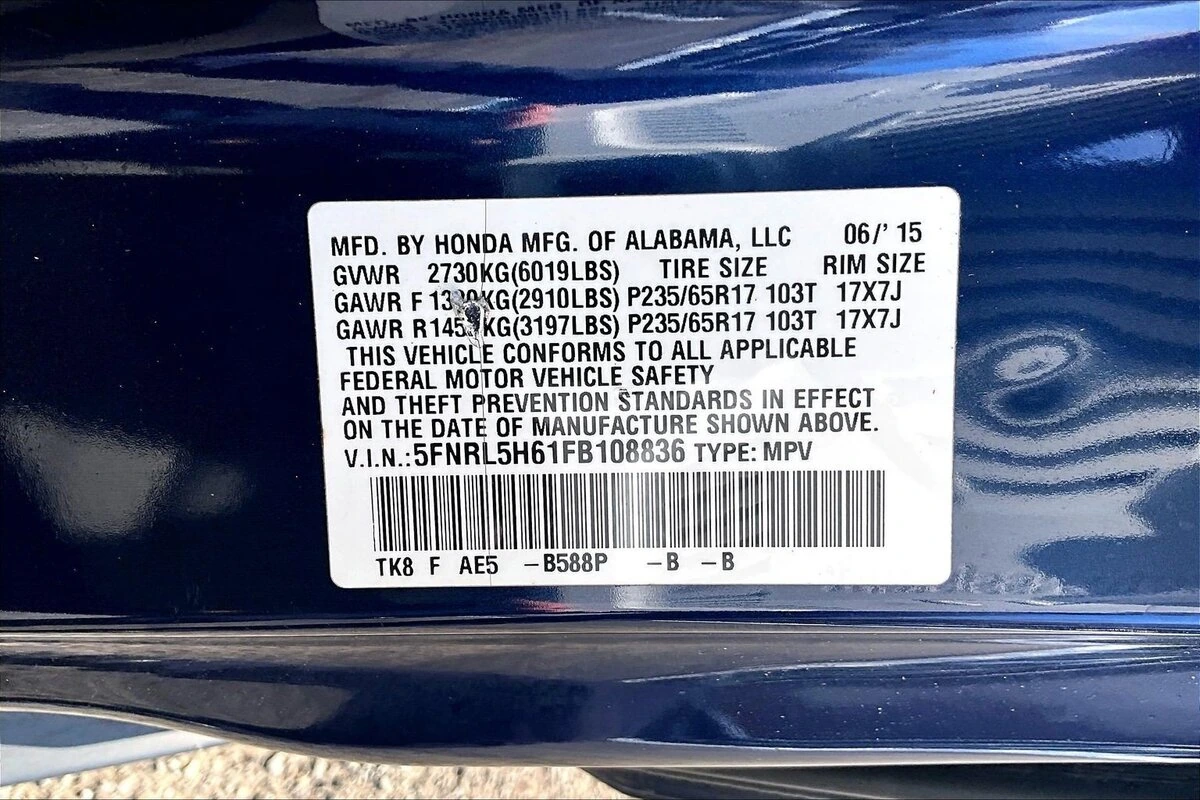 MFD. BY HONDA MFG. OF ALABAMA, LLC 06/' 15
GVWR 2730KG(6019LBS) TIRE SIZE RIM SIZE
GAWR F (2910LBS) P235/65R17 103T 17X7J
GAWR R (3197LBS) P235/65R17 103T 17X7J
THIS VEHICLE CONFORMS TO ALL APPLICABLE
FEDERAL MOTOR VEHICLE SAFETY
AND THEFT PREVENTION STANDARDS IN EFFECT
ON THE DATE OF MANUFACTURE SHOWN ABOVE.
V.I.N.:5FNRL5H61FB108836 TYPE: MPV
TK8 F AE5 -B588P -B -B